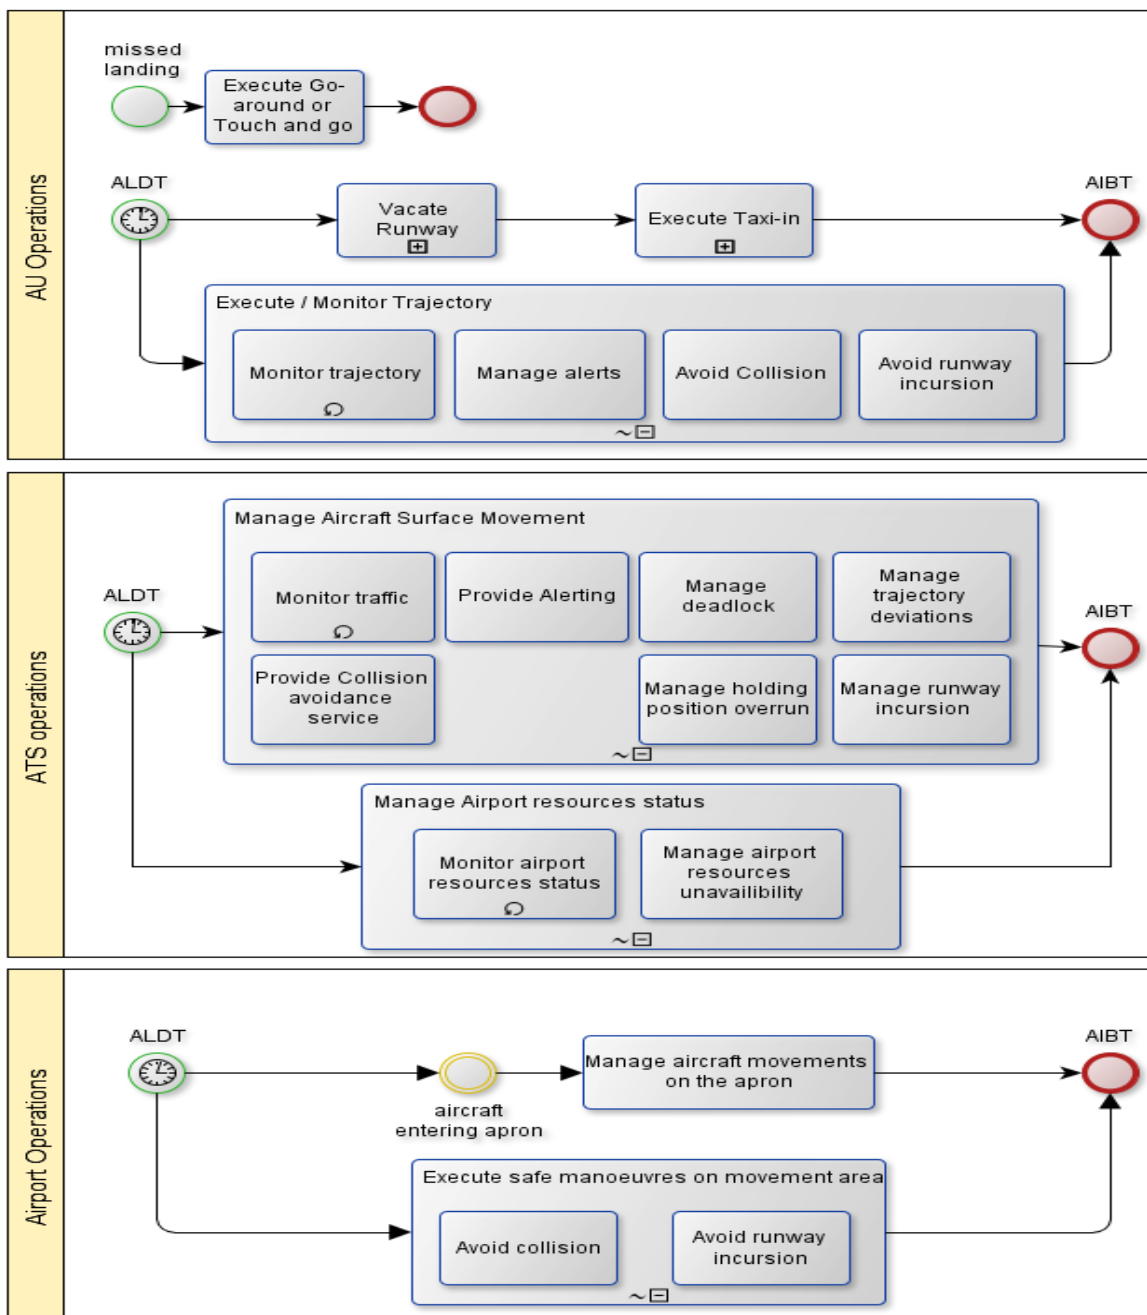 AU Operations
missed
landing
Execute Go-
around or
Touch and go
ALDT
Vacate
Runway
Execute Taxi-in
AIBT
Execute / Monitor Trajectory
Monitor trajectory
Manage alerts
Avoid Collision
Avoid runway
incursion
ATS operations
ALDT
Manage Aircraft Surface Movement
Monitor traffic
Provide Alerting
Manage
deadlock
Manage
trajectory
deviations
Provide Collision
avoidance
service
Manage holding
position overrun
Manage runway
incursion
AIBT
Manage Airport resources status
Monitor airport
resources status
Manage airport
resources
unavailibility
Airport Operations
ALDT
aircraft
entering apron
Manage aircraft movements
on the apron
AIBT
Execute safe manoeuvres on movement area
Avoid collision
Avoid runway
incursion